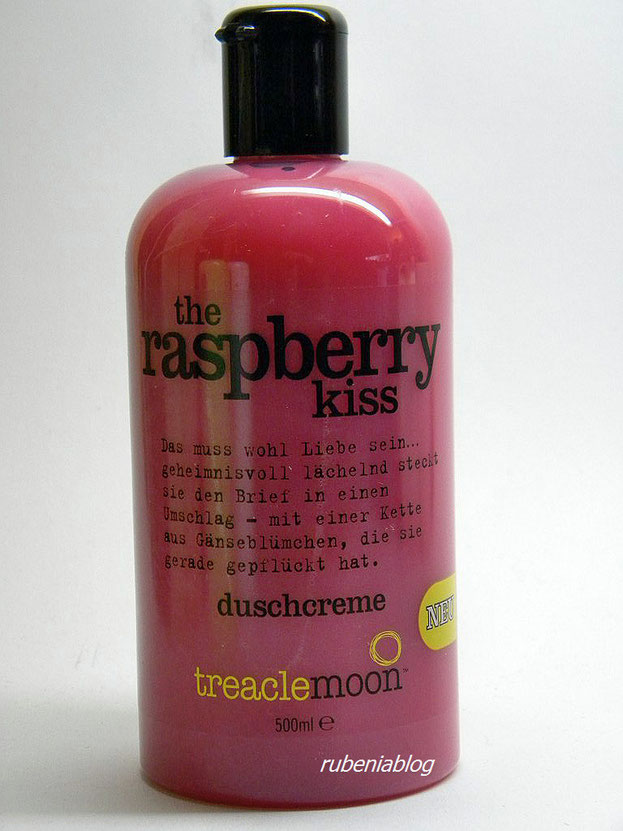 the
raspberry
kiss
Das muss wohl Liebe sein...
geheimnisvoll lächelnd steckt
sie den Brief in einen
Umschlag – mit einer Kette
aus Gänseblümchen, die sie
gerade gepflückt hat.
duschcreme
NEU
treaclemoon™
500ml ℮
rubeniablog